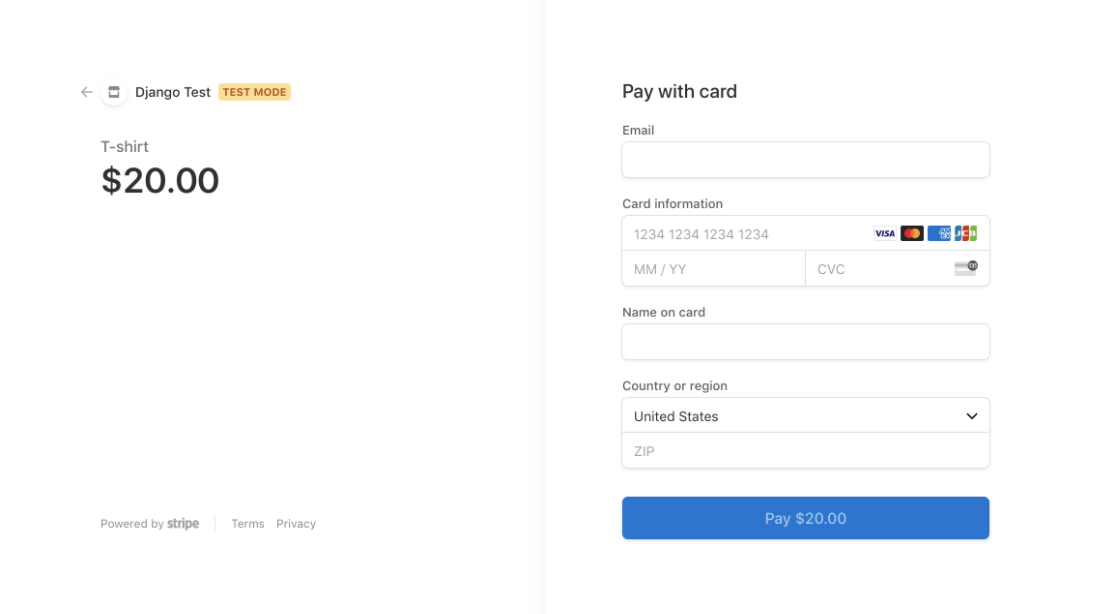 Django Test TEST MODE
T-shirt
$20.00
Powered by stripe Terms Privacy
Pay with card
Email
Card information
1234 1234 1234 1234 VISA
MM / YY CVC
Name on card
Country or region
United States
ZIP
Pay $20.00